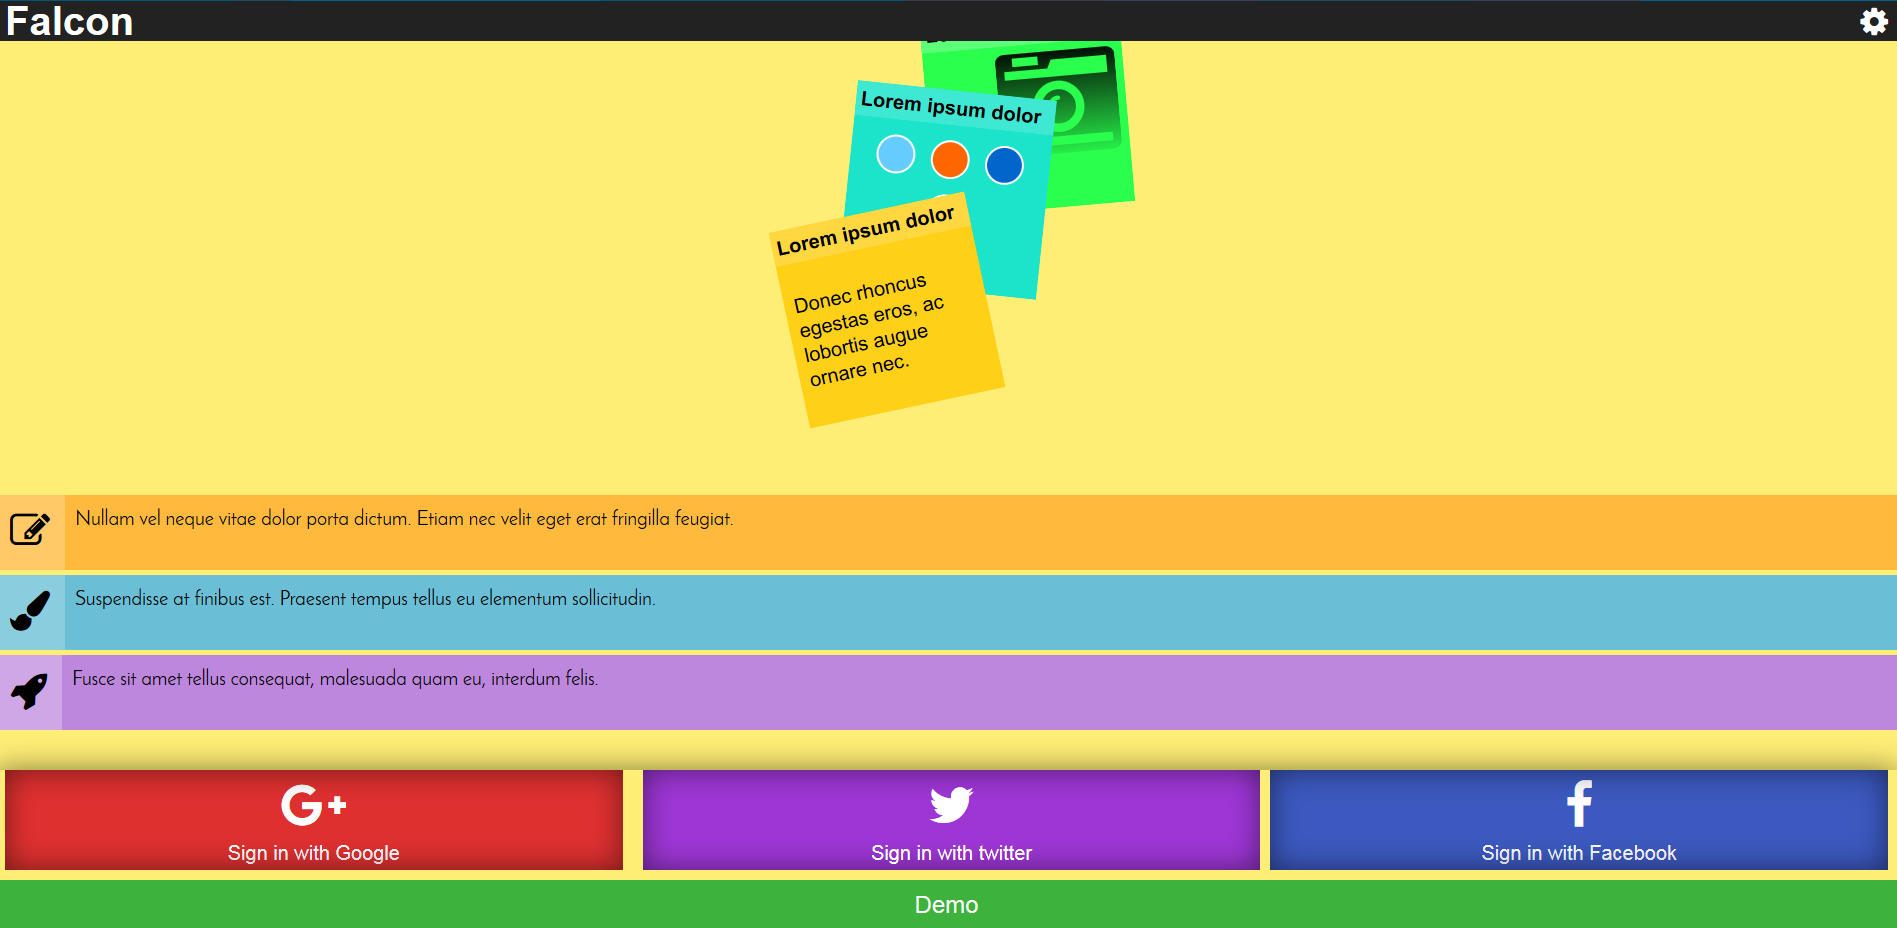 Falcon
Lorem ipsum dolor
Lorem ipsum dolor
Donec rhoncus
egestas eros, ac
lobortis augue
ornare nec.
Nullam vel neque vitae dolor porta dictum. Etiam nec velit eget erat fringilla feugiat.
Suspendisse at finibus est. Praesent tempus tellus eu elementum sollicitudin.
Fusce sit amet tellus consequat, malesuada quam eu, interdum felis.
G+
Sign in with Google
Sign in with twitter
Sign in with Facebook
Demo